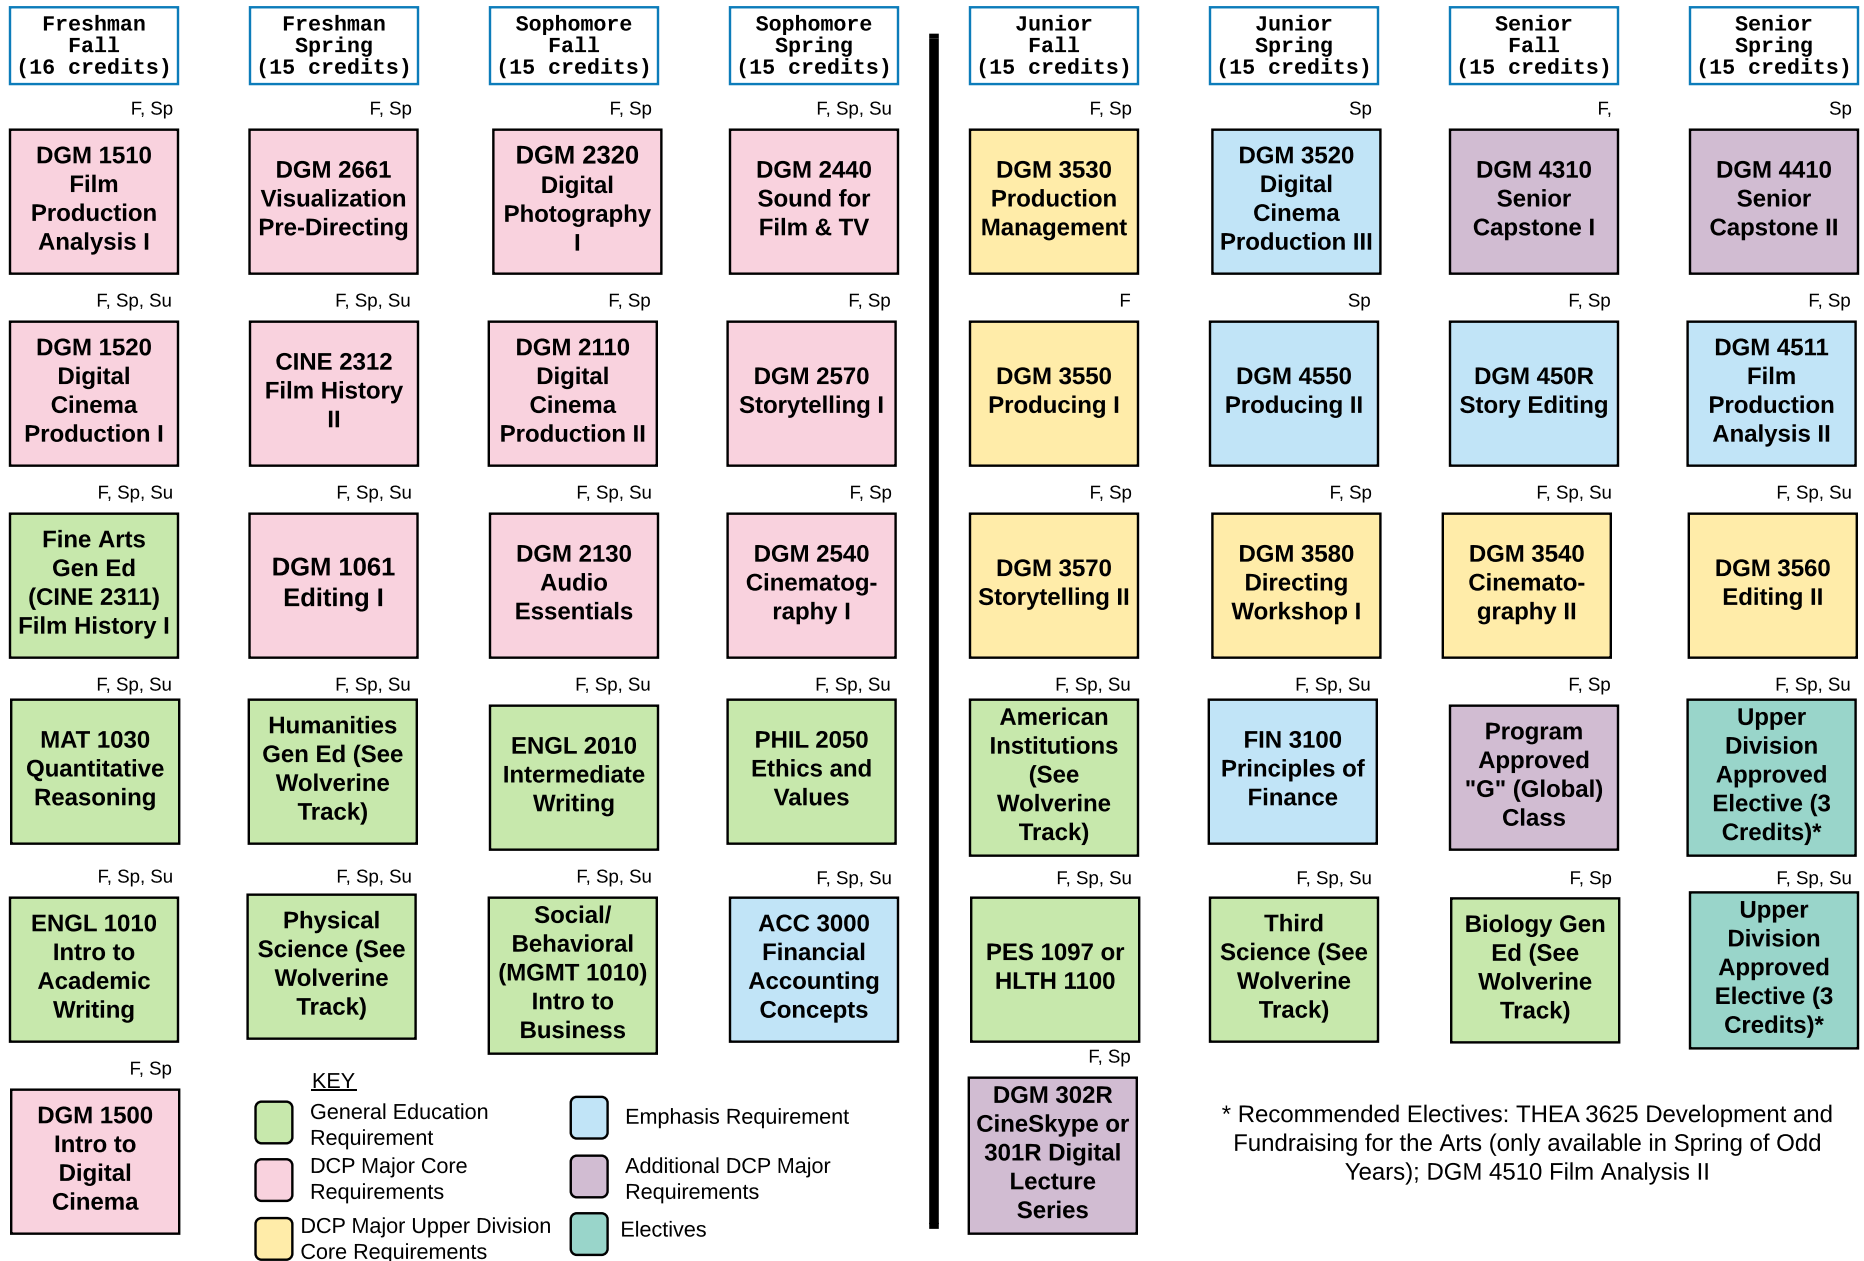 Freshman
Fall
(16 credits)
F, Sp
DGM 1510
Film
Production
Analysis I
F, Sp, Su
DGM 1520
Digital
Cinema
Production I
F, Sp, Su
Fine Arts
Gen Ed
(CINE 2311)
Film History I
F, Sp, Su
MAT 1030
Quantitative
Reasoning
F, Sp, Su
ENGL 1010
Intro to
Academic
Writing
F, Sp
DGM 1500
Intro to
Digital
Cinema
Freshman
Spring
(15 credits)
F, Sp
DGM 2661
Visualization
Pre-Directing
F, Sp, Su
CINE 2312
Film History
II
F, Sp, Su
DGM 1061
Editing I
F, Sp, Su
Humanities
Gen Ed (See
Wolverine
Track)
F, Sp, Su
Physical
Science (See
Wolverine
Track)
Sophomore
Fall
(15 credits)
F, Sp
DGM 2320
Digital
Photography
I
F, Sp
DGM 2110
Digital
Cinema
Production II
F, Sp, Su
DGM 2130
Audio
Essentials
F, Sp, Su
ENGL 2010
Intermediate
Writing
F, Sp, Su
Social/
Behavioral
(MGMT 1010)
Intro to
Business
Sophomore
Spring
(15 credits)
F, Sp, Su
DGM 2440
Sound for
Film & TV
F, Sp
DGM 2570
Storytelling I
F, Sp
DGM 2540
Cinematog-
raphy I
F, Sp, Su
PHIL 2050
Ethics and
Values
F, Sp, Su
ACC 3000
Financial
Accounting
Concepts
KEY
General Education
Requirement
DCP Major Core
Requirements
DCP Major Upper Division
Core Requirements
Emphasis Requirement
Additional DCP Major
Requirements
Electives
Junior
Fall
(15 credits)
F, Sp
DGM 3530
Production
Management
F
DGM 3550
Producing I
F, Sp
DGM 3570
Storytelling II
F, Sp, Su
American
Institutions
(See
Wolverine
Track)
F, Sp, Su
PES 1097 or
HLTH 1100
F, Sp
DGM 302R
CineSkype or
301R Digital
Lecture
Series
Junior
Spring
(15 credits)
Sp
DGM 3520
Digital
Cinema
Production III
Sp
DGM 4550
Producing II
F, Sp
DGM 3580
Directing
Workshop I
F, Sp, Su
FIN 3100
Principles of
Finance
F, Sp, Su
Third
Science (See
Wolverine
Track)
Senior
Fall
(15 credits)
F,
DGM 4310
Senior
Capstone I
F, Sp
DGM 450R
Story Editing
F, Sp, Su
DGM 3540
Cinemato-
graphy II
F, Sp
Program
Approved
"G" (Global)
Class
F, Sp
Biology Gen
Ed (See
Wolverine
Track)
Senior
Spring
(15 credits)
Sp
DGM 4410
Senior
Capstone II
F, Sp
DGM 4511
Film
Production
Analysis II
F, Sp, Su
DGM 3560
Editing II
F, Sp, Su
Upper
Division
Approved
Elective (3
Credits)*
F, Sp, Su
Upper
Division
Approved
Elective (3
Credits)*
* Recommended Electives: THEA 3625 Development and
Fundraising for the Arts (only available in Spring of Odd
Years); DGM 4510 Film Analysis II